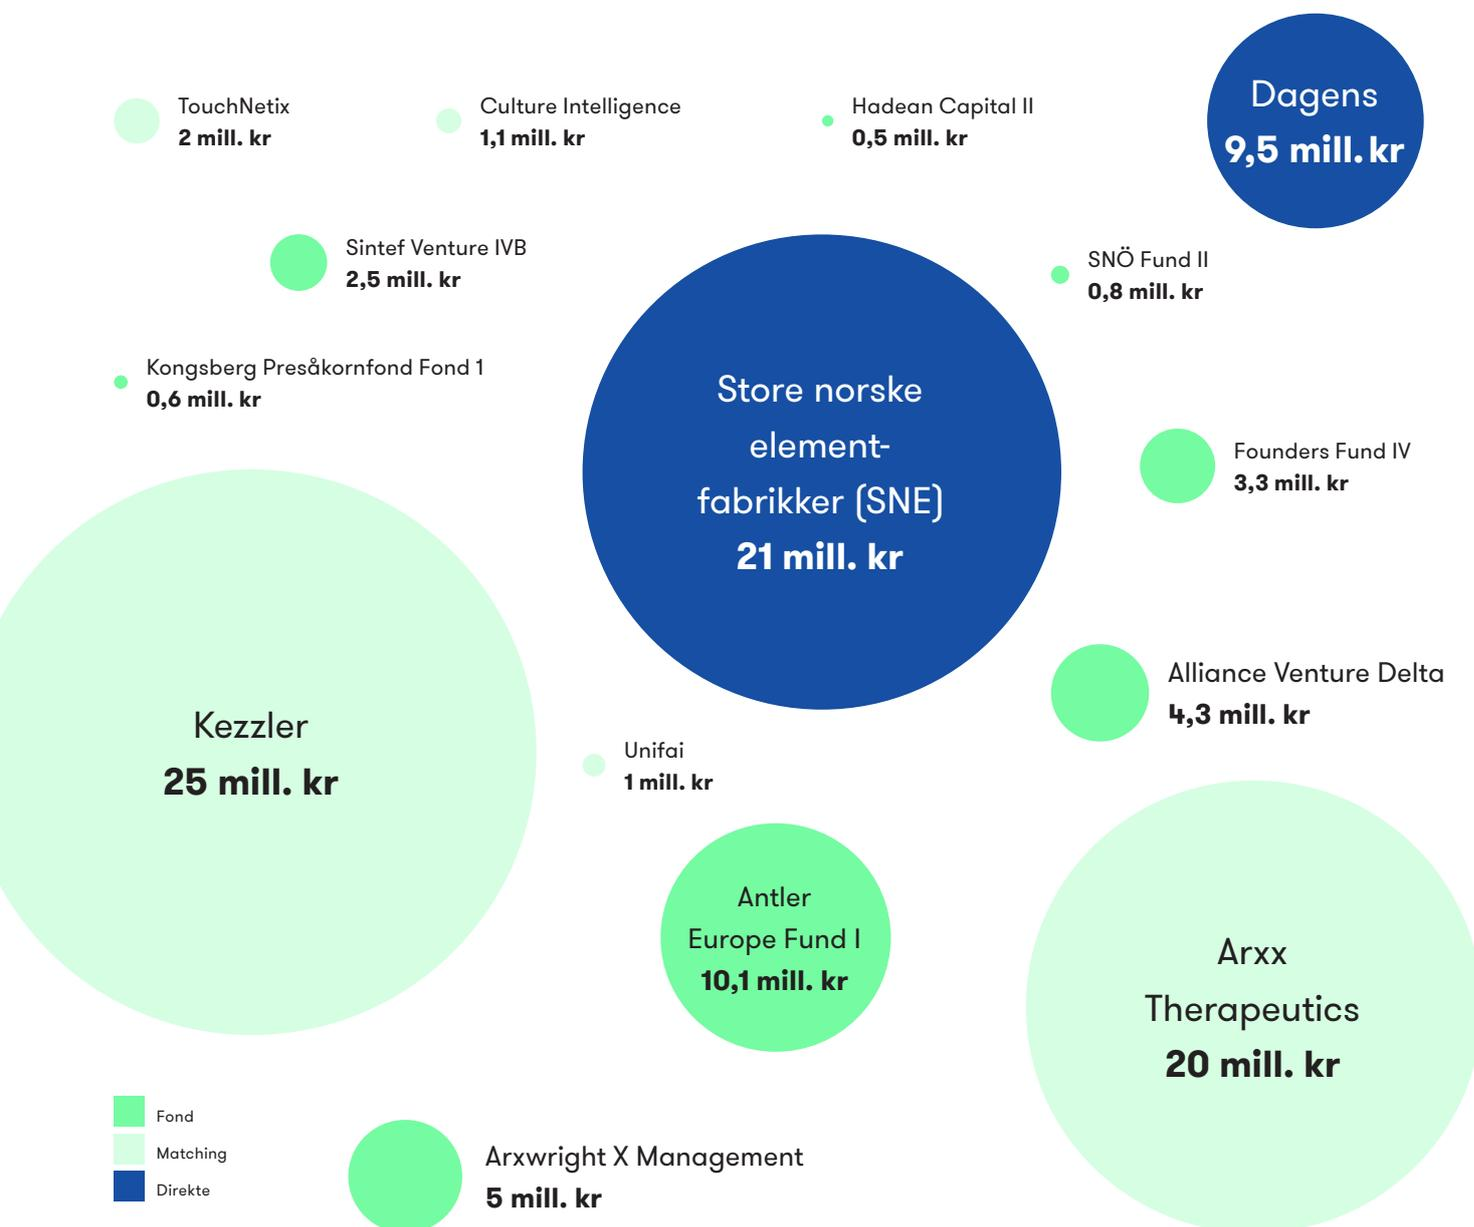 TouchNetix
2 mill. kr
Culture Intelligence
1,1 mill. kr
Hadean Capital II
0,5 mill. kr
Dagens
9,5 mill. kr
Sintef Venture IVB
2,5 mill. kr
SNÖ Fund II
0,8 mill. kr
Kongsberg Presåkornfond Fond 1
0,6 mill. kr
Store norske
element-
fabrikker (SNE)
21 mill. kr
Founders Fund IV
3,3 mill. kr
Alliance Venture Delta
4,3 mill. kr
Kezzler
25 mill. kr
Unifai
1 mill. kr
Antler
Europe Fund I
10,1 mill. kr
Arxx
Therapeutics
20 mill. kr
Fond
Matching
Direkte
Arxwright X Management
5 mill. kr